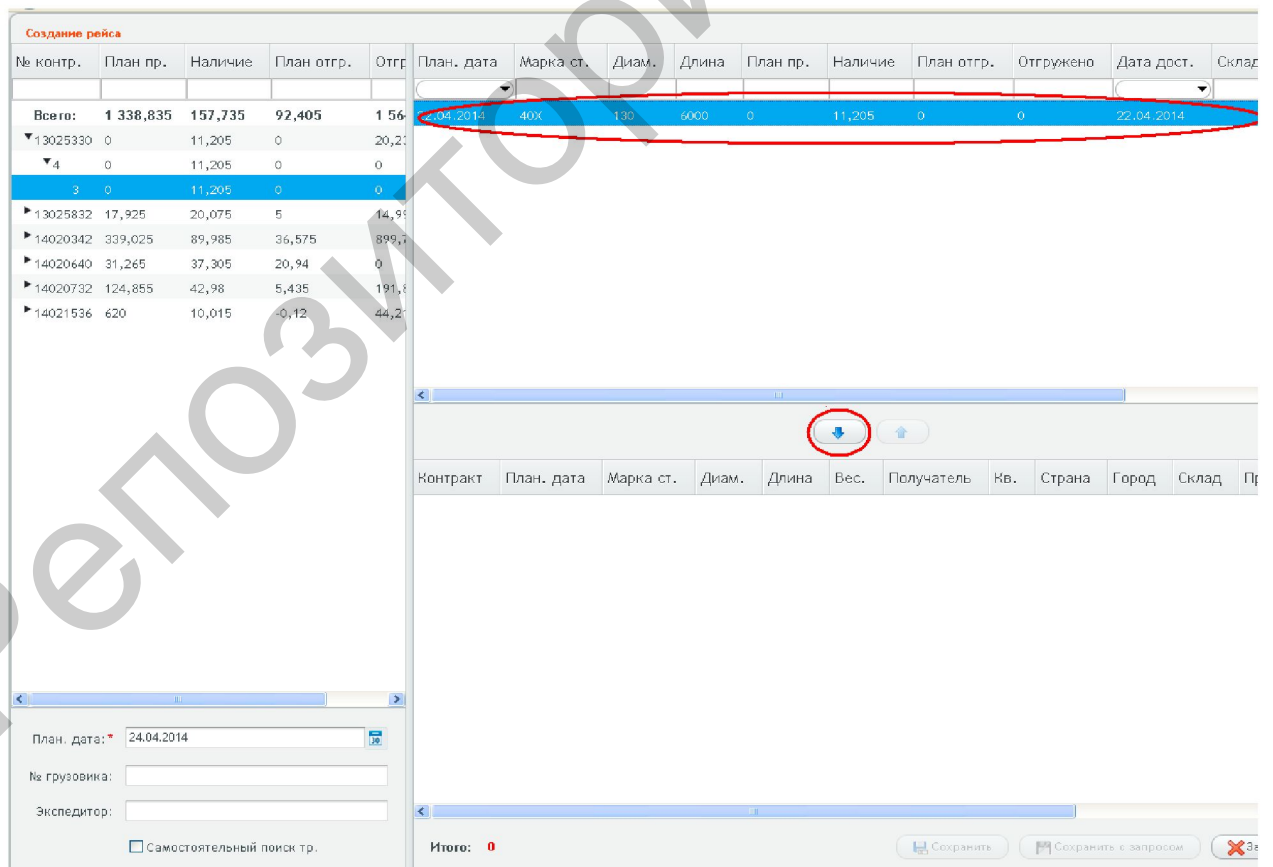 Создание рейса
№ контр. План пр. Наличие План отгр.
Всего: 1 338,835 157,735 92,405
13025330 0 11,205 0
4 0 11,205 0 0
3 0 11,205 0 0
13025832 17,925 20,075 5
14020342 339,025 89,985 36,575
14020640 31,265 37,305 20,94 0
14020732 124,855 42,98 5,435
14021536 620 10,015 -0,12
План. дата:* 24.04.2014
№ грузовика:
Экспедитор:
Самостоятельный поиск тр.
План. дата Марка ст. Диам. Длина План пр. Наличие План отгр. Отгружено Дата дост. Склад
22.04.2014 40X 130 6000 0 11,205 0 0 22.04.2014
Контракт План. дата Марка ст. Диам. Длина Вес. Получатель Кв. Страна Город Склад
Итого: 0 Сохранить Сохранить с запросом
Репозитори